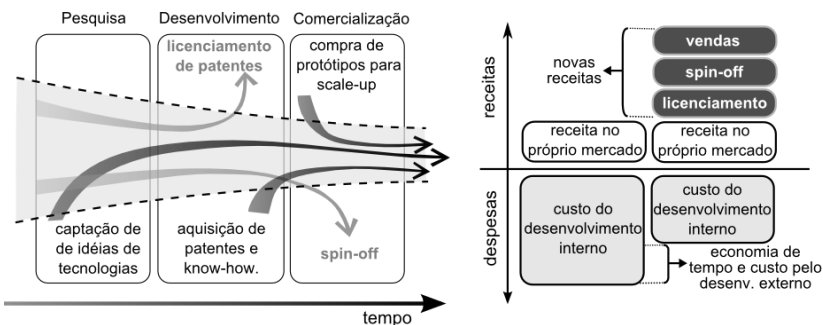 Pesquisa
Desenvolvimento
Comercialização
licenciamento
de patentes
compra de
protótipos para
scale-up
captação de
de idéias de
tecnologias
aquisição de
patentes e
know-how.
spin-off
tempo
receitas
despesas
novas
receitas
vendas
spin-off
licenciamento
receita no
próprio mercado
receita no
próprio mercado
custo do
desenvolvimento
interno
custo do
desenvolvimento
interno
economia de
tempo e custo pelo
desenv. externo